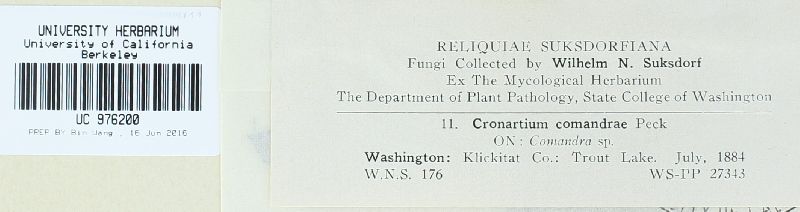 UNIVERSITY HERBARIUM
University of California
Berkeley
UC 976200
PREP BY Bin Wang , 16 Jun 2016
RELIQUIAE SUKSDORFIANA
Fungi Collected by Wilhelm N. Suksdorf
Ex The Mycological Herbarium
The Department of Plant Pathology, State College of Washington
11. Cronartium comandrae Peck
ON: Comandra sp.
Washington: Klickitat Co.: Trout Lake. July, 1884
W.N.S. 176 WS-PP 27343